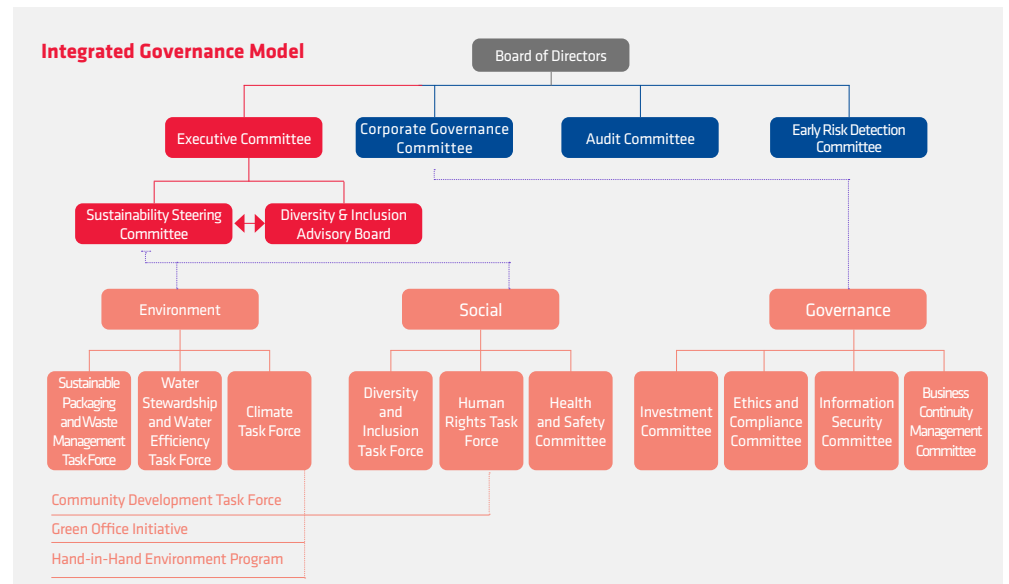 Integrated Governance Model
Board of Directors
Executive Committee
Corporate Governance
Committee
Audit Committee
Early Risk Detection
Committee
Sustainability Steering
Committee
Diversity & Inclusion
Advisory Board
Environment
Social
Governance
Sustainable
Packaging
and Waste
Management
Task Force
Water
Stewardship
and Water
Efficiency
Task Force
Climate
Task Force
Diversity
and
Inclusion
Task Force
Human
Rights Task
Force
Health
and Safety
Committee
Investment
Committee
Ethics and
Compliance
Committee
Information
Security
Committee
Business
Continuity
Management
Committee
Community Development Task Force
Green Office Initiative
Hand-in-Hand Environment Program